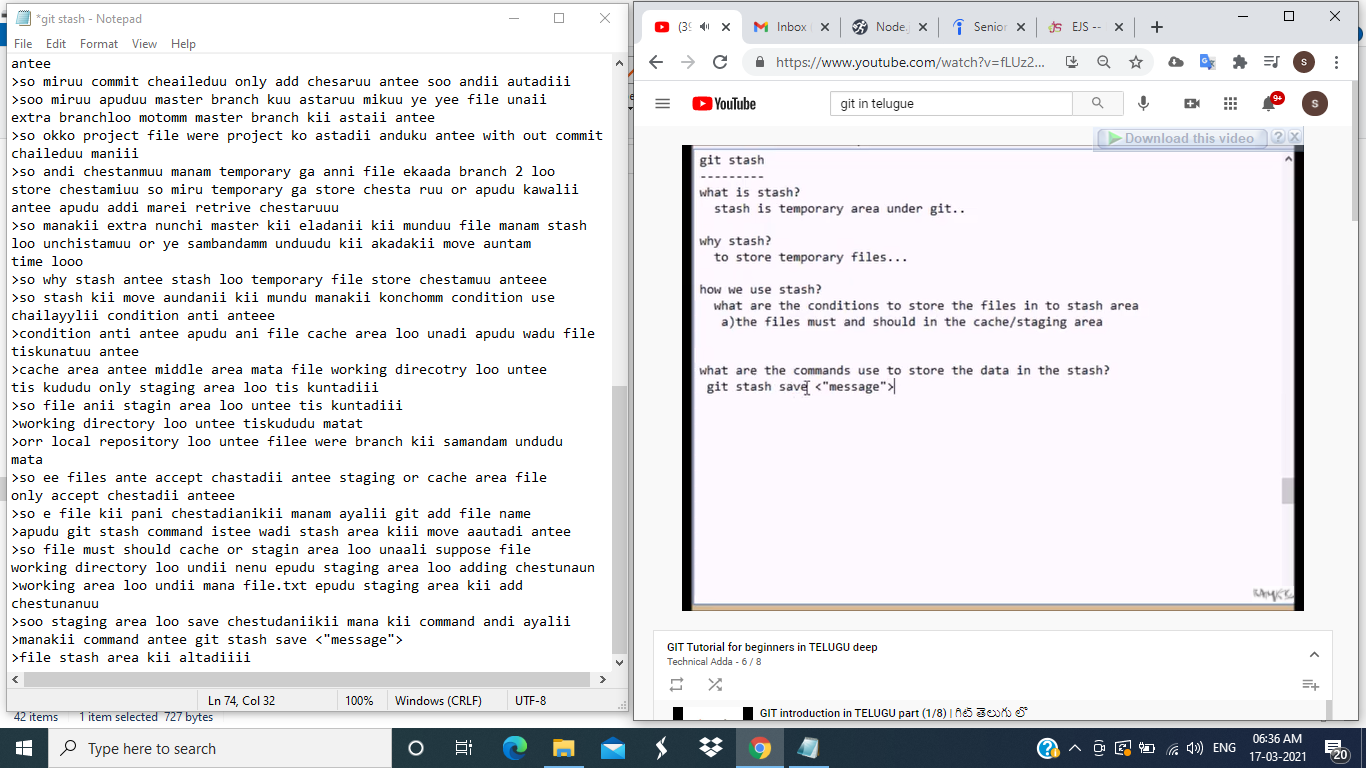 *git stash - Notepad
File Edit Format View Help
antee
>so miruu commit cheaileduu only add chesaruu antee soo andii autadiii
>soo miruu apuduu master branch kuu astaruu mikuu ye yee file unaii
extra branchloo motomm master branch kii astaii antee
>so okko project file were project ko astadii anduku antee with out commit
chaileduu maniii
>so andi chestanmuu manam temporary ga anni file ekaada branch 2 loo
store chestamiuu so miru temporary ga store chesta ruu or apudu kawalii
antee apudu addi marei retrive chestaruuu
>so manakii extra nunchi master kii eladanii kii munduu file manam stash
loo unchistamuu or ye sambandamm unduudu kii akadakii move auntam
time looo
>so why stash antee stash loo temporary file store chestamuu anteee
>so stash kii move aundanii kii mundu manakii konchomm condition use
chailayylii condition anti anteee
>condition anti antee apudu ani file cache area loo unadi apudu wadu file
tiskunatuu antee
>cache area antee middle area mata file working direcotry loo untee
tis kududu only staging area loo tis kuntadiii
>so file anii stagin area loo untee tis kuntadiii
>working directory loo untee tiskududu matat
>orr local repository loo untee filee were branch kii samandam undudu
mata
>so ee files ante accept chastadii antee staging or cache area file
only accept chestadii anteee
>so e file kii pani chestadianikii manam ayalii git add file name
>apudu git stash command istee wadi stash area kiii move aautadi antee
>so file must should cache or stagin area loo unaali suppose file
working directory loo undii nenu epudu staging area loo adding chestunaun
>working area loo undii mana file.txt epudu staging area kii add
chestunanuu
>soo staging area loo save chestudaniikii mana kii command andi ayalii
>manakii command antee git stash save <"message">
>file stash area kii altadiiii
Ln 74, Col 32 100% Windows (CRLF) UTF-8
42 items 1 item selected 727 bytes
(39 Inbox Node. Senior EJS --
https://www.youtube.com/watch?v=fLUz2... S
YouTube git in telugue 9+ S
Download this video ? X
git stash
---------
what is stash?
stash is temporary area under git..
why stash?
to store temporary files...
how we use stash?
what are the conditions to store the files in to stash area
a)the files must and should in the cache/staging area
what are the commands use to store the data in the stash?
git stash save <"message">
GIT Tutorial for beginners in TELUGU deep
Technical Adda - 6 / 8
GIT introduction in TELUGU part (1/8) | గిట్ తెలుగు లో
Type here to search
ENG
06:36 AM
17-03-2021
20